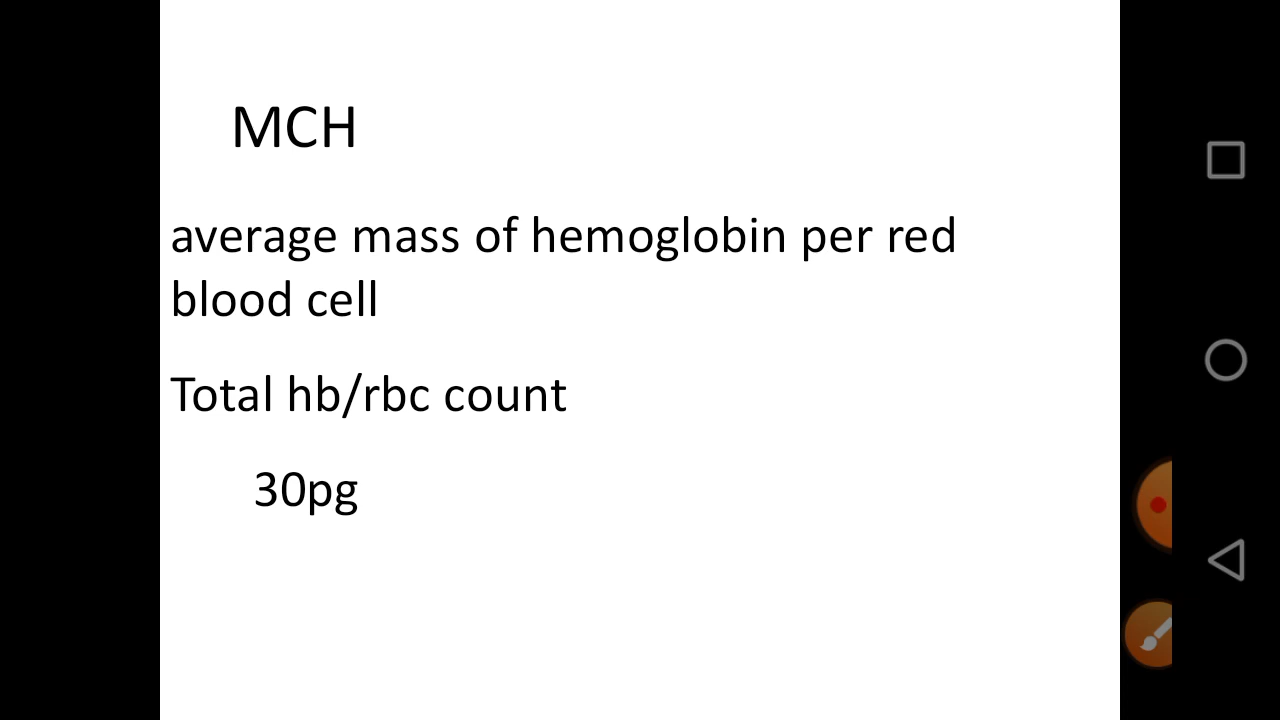 MCH
average mass of hemoglobin per red
blood cell
Total hb/rbc count
30pg